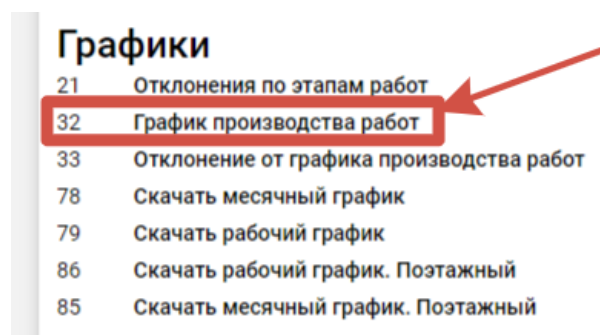 Графики
21 Отклонения по этапам работ
32 График производства работ
33 Отклонение от графика производства работ
78 Скачать месячный график
79 Скачать рабочий график
86 Скачать рабочий график. Поэтажный
85 Скачать месячный график. Поэтажный